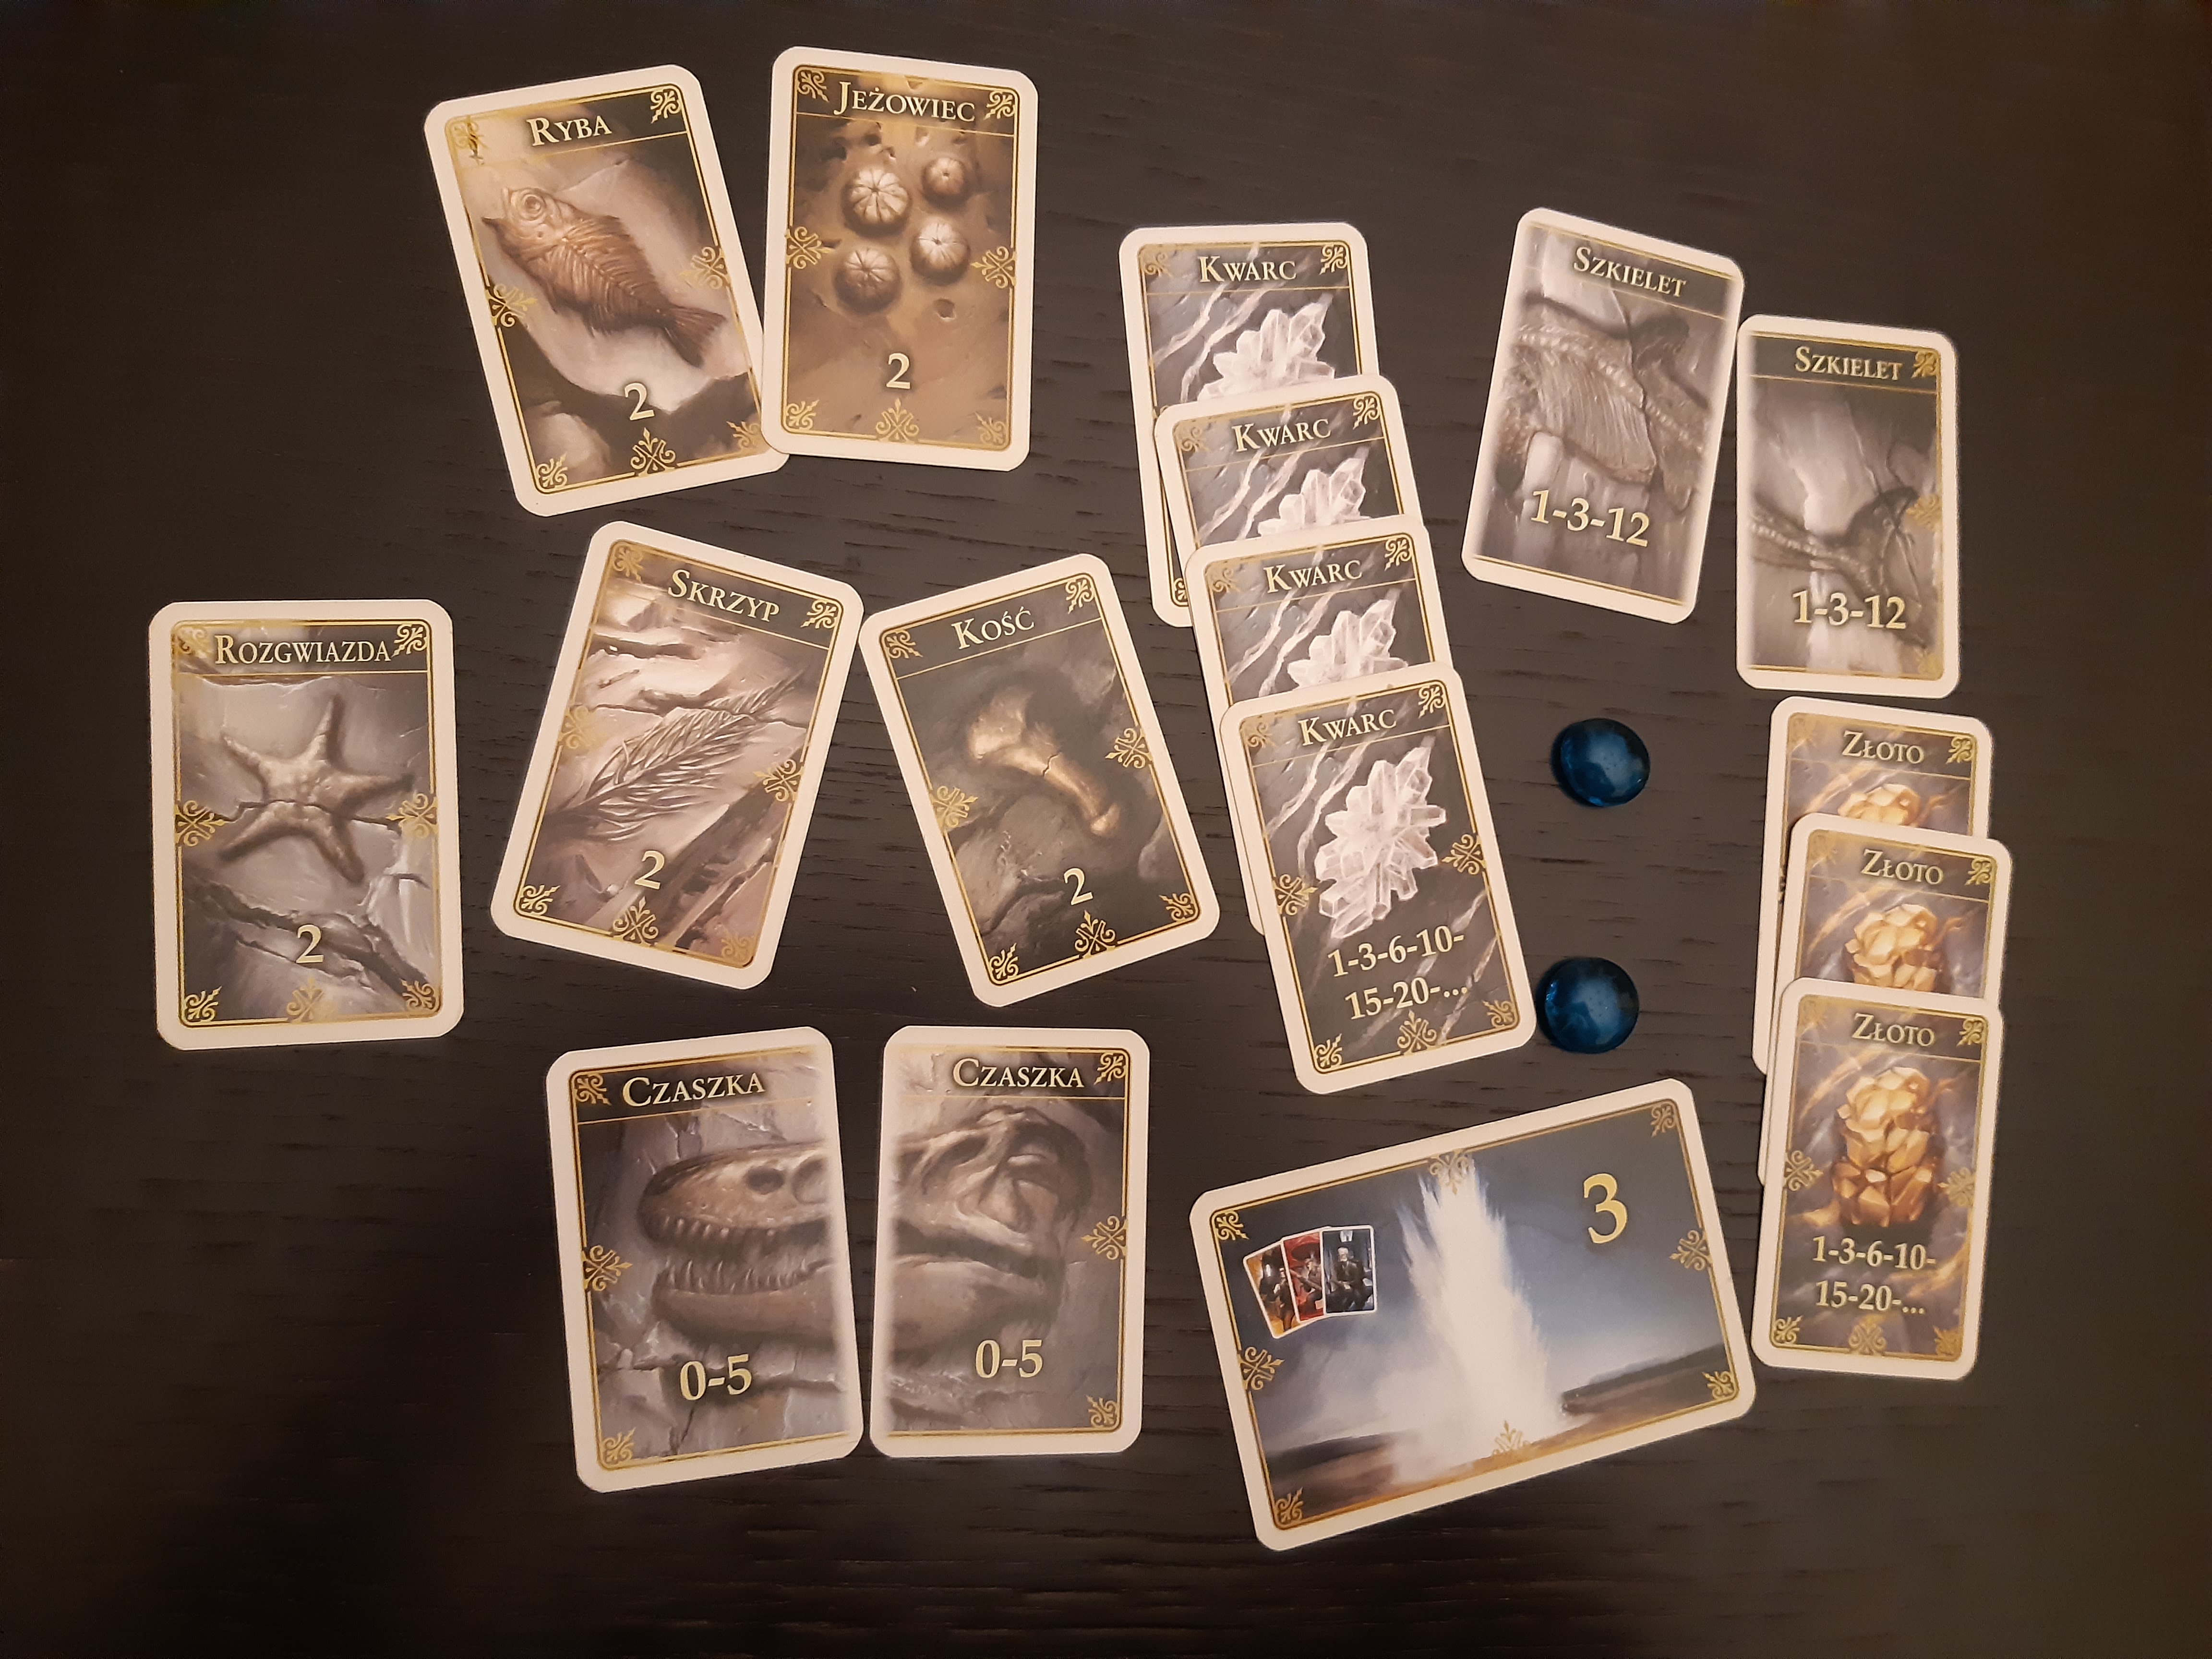 Szkielet
1-3-12
Złoto
Złoto
Złoto
1-3-6-10-
15-20-...
Szkielet
1-3-12
3
Kwarc
Kwarc
Kwarc
Kwarc
1-3-6-10-
15-20-...
Kość
2
Czaszka
0-5
Jeżowiec
2
Ryba
2
Skrzyp
2
Czaszka
0-5
Rozgwiazda
2